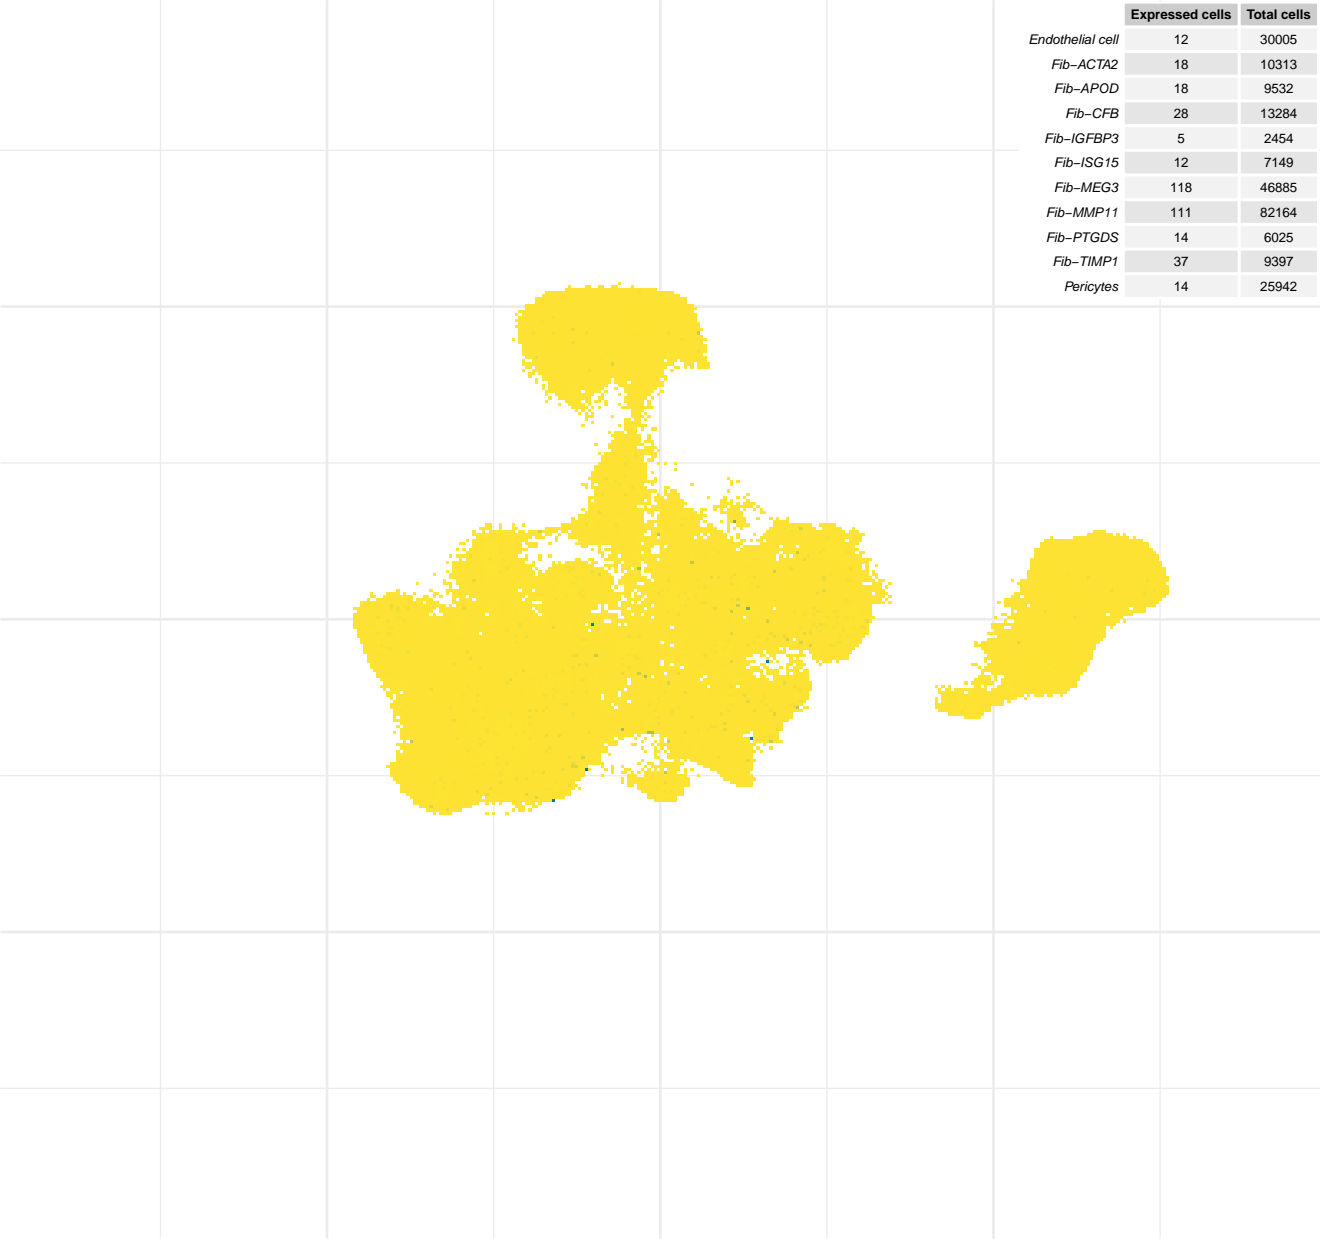 Expressed cells Total cells
Endothelial cell 12 30005
Fib−ACTA2 18 10313
Fib−APOD 18 9532
Fib−CFB 28 13284
Fib−IGFBP3 5 2454
Fib−ISG15 12 7149
Fib−MEG3 118 46885
Fib−MMP11 111 82164
Fib−PTGDS 14 6025
Fib−TIMP1 37 9397
Pericytes 14 25942